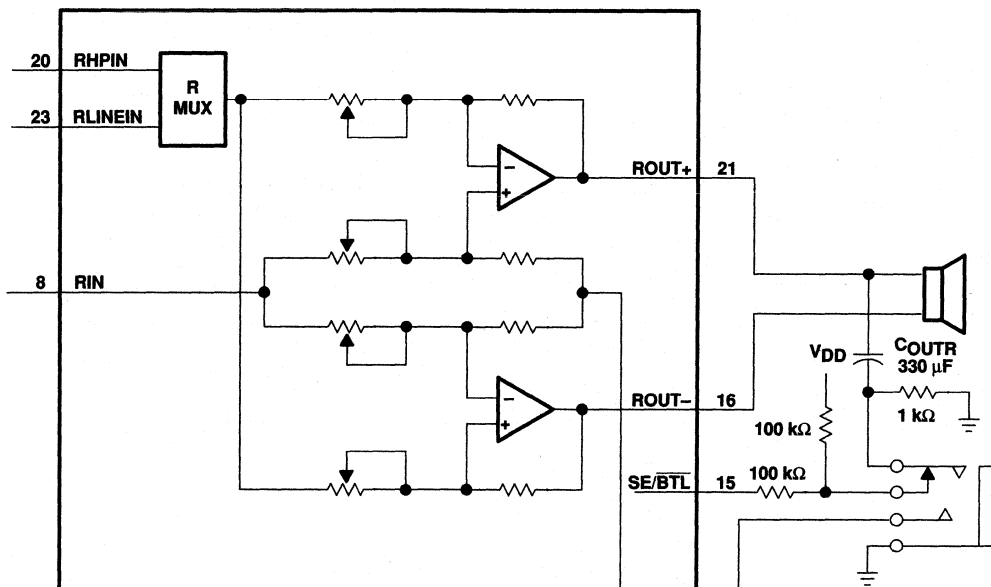 20 RHPIN
R
MUX
23 RLINEIN
−
+
ROUT+ 21
8 RIN
VDD
COUTR
330 µF
−
+
ROUT− 16
1 kΩ
100 kΩ
100 kΩ
SE/B̅T̅L̅ 15